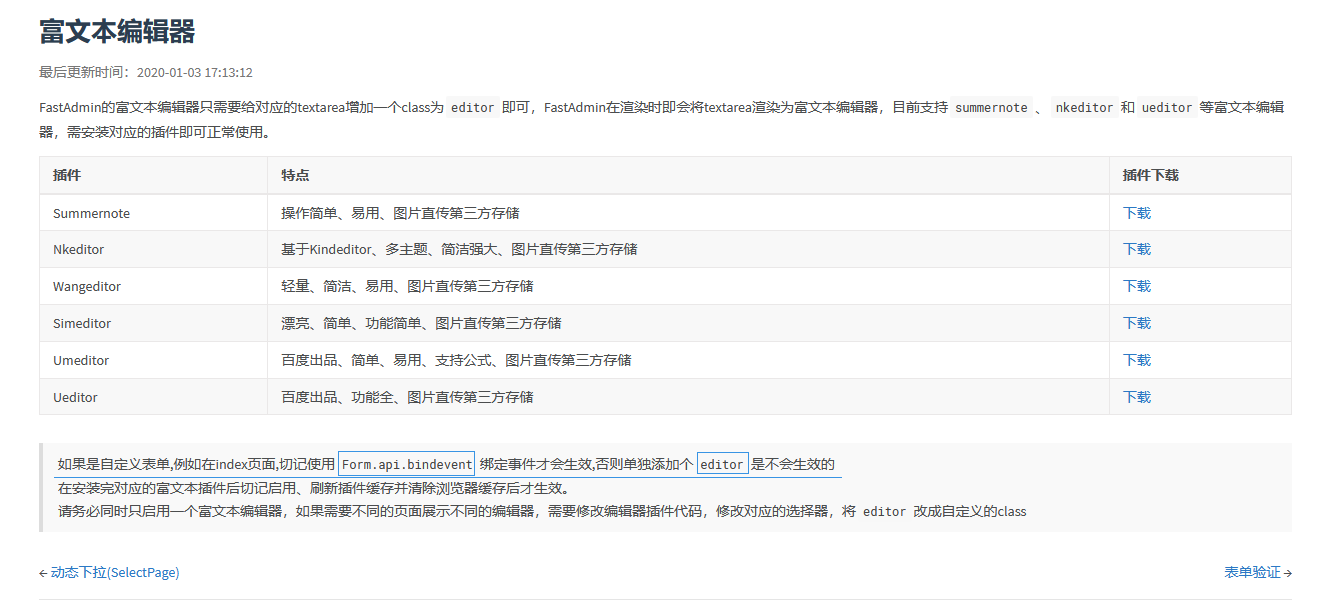 富文本编辑器
最后更新时间：2020-01-03 17:13:12
FastAdmin的富文本编辑器只需要给对应的textarea增加一个class为 editor 即可，FastAdmin在渲染时即会将textarea渲染为富文本编辑器，目前支持 summernote 、 nkeditor 和 ueditor 等富文本编辑
器，需安装对应的插件即可正常使用。
插件 特点 插件下载
Summernote 操作简单、易用、图片直传第三方存储 下载
Nkeditor 基于Kindeditor、多主题、简洁强大、图片直传第三方存储 下载
Wangeditor 轻量、简洁、易用、图片直传第三方存储 下载
Simeditor 漂亮、简单、功能简单、图片直传第三方存储 下载
Umeditor 百度出品、简单、易用、支持公式、图片直传第三方存储 下载
Ueditor 百度出品、功能全、图片直传第三方存储 下载
如果是自定义表单,例如在index页面,切记使用 Form.api.bindevent 绑定事件才会生效,否则单独添加个 editor 是不会生效的
在安装完对应的富文本插件后切记启用、刷新插件缓存并清除浏览器缓存后才生效。
请务必同时只启用一个富文本编辑器，如果需要不同的页面展示不同的编辑器，需要修改编辑器插件代码，修改对应的选择器，将 editor 改成自定义的class
←动态下拉(SelectPage) 表单验证→